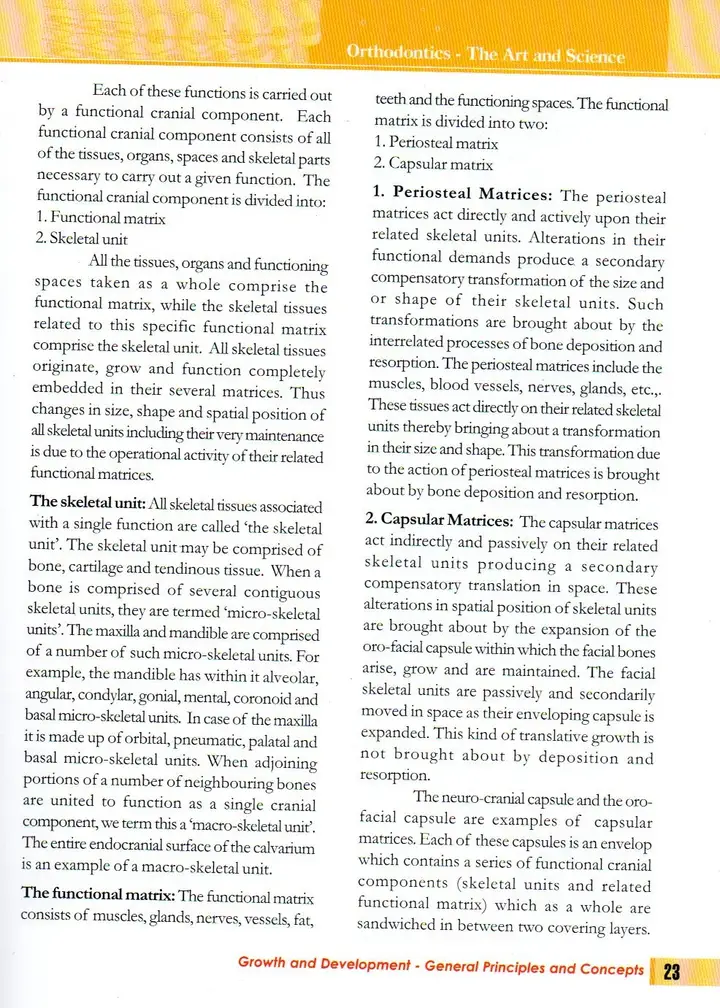 Orthodontics - The Art and Science
Each of these functions is carried out
by a functional cranial component. Each
functional cranial component consists of all
of the tissues, organs, spaces and skeletal parts
necessary to carry out a given function. The
functional cranial component is divided into:
1. Functional matrix
2. Skeletal unit
All the tissues, organs and functioning
spaces taken as a whole comprise the
functional matrix, while the skeletal tissues
related to this specific functional matrix
comprise the skeletal unit. All skeletal tissues
originate, grow and function completely
embedded in their several matrices. Thus
changes in size, shape and spatial position of
all skeletal units including their very maintenance
is due to the operational activity of their related
functional matrices.
The skeletal unit: All skeletal tissues associated
with a single function are called 'the skeletal
unit'. The skeletal unit may be comprised of
bone, cartilage and tendinous tissue. When a
bone is comprised of several contiguous
skeletal units, they are termed 'micro-skeletal
units'. The maxilla and mandible are comprised
of a number of such micro-skeletal units. For
example, the mandible has within it alveolar,
angular, condylar, gonial, mental, coronoid and
basal micro-skeletal units. In case of the maxilla
it is made up of orbital, pneumatic, palatal and
basal micro-skeletal units. When adjoining
portions of a number of neighbouring bones
are united to function as a single cranial
component, we term this a 'macro-skeletal unit'.
The entire endocranial surface of the calvarium
is an example of a macro-skeletal unit.
The functional matrix: The functional matrix
consists of muscles, glands, nerves, vessels, fat,
teeth and the functioning spaces. The functional
matrix is divided into two:
1. Periosteal matrix
2. Capsular matrix
1. Periosteal Matrices: The periosteal
matrices act directly and actively upon their
related skeletal units. Alterations in their
functional demands produce a secondary
compensatory transformation of the size and
or shape of their skeletal units. Such
transformations are brought about by the
interrelated processes of bone deposition and
resorption. The periosteal matrices include the
muscles, blood vessels, nerves, glands, etc.,.
These tissues act directly on their related skeletal
units thereby bringing about a transformation
in their size and shape. This transformation due
to the action of periosteal matrices is brought
about by bone deposition and resorption.
2. Capsular Matrices: The capsular matrices
act indirectly and passively on their related
skeletal units producing a secondary
compensatory translation in space. These
alterations in spatial position of skeletal units
are brought about by the expansion of the
oro-facial capsule within which the facial bones
arise, grow and are maintained. The facial
skeletal units are passively and secondarily
moved in space as their enveloping capsule is
expanded. This kind of translative growth is
not brought about by deposition and
resorption.
The neuro-cranial capsule and the oro-
facial capsule are examples of capsular
matrices. Each of these capsules is an envelop
which contains a series of functional cranial
components (skeletal units and related
functional matrix) which as a whole are
sandwiched in between two covering layers.
Growth and Development - General Principles and Concepts 23